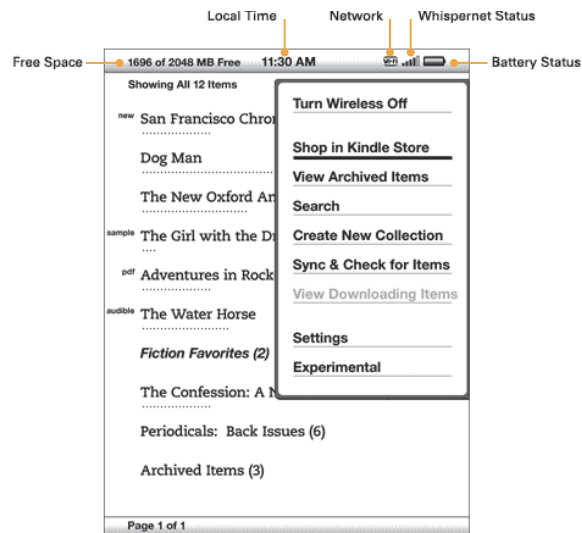 Local Time
Network
Whispernet Status
Free Space
1696 of 2048 MB Free
11:30 AM
Battery Status
Showing All 12 Items
new San Francisco Chron
Dog Man
The New Oxford Am
sample The Girl with the Dr
pdf Adventures in Rock
audible The Water Horse
Fiction Favorites (2)
The Confession: A N
Periodicals: Back Issues (6)
Archived Items (3)
Turn Wireless Off
Shop in Kindle Store
View Archived Items
Search
Create New Collection
Sync & Check for Items
View Downloading Items
Settings
Experimental
Page 1 of 1